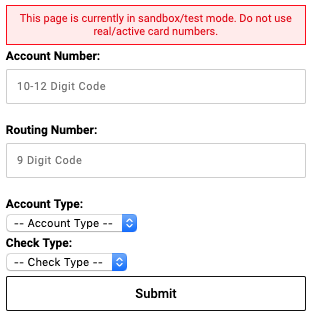 This page is currently in sandbox/test mode. Do not use
real/active card numbers.
Account Number:
10-12 Digit Code
Routing Number:
9 Digit Code
Account Type:
-- Account Type --
Check Type:
-- Check Type --
Submit